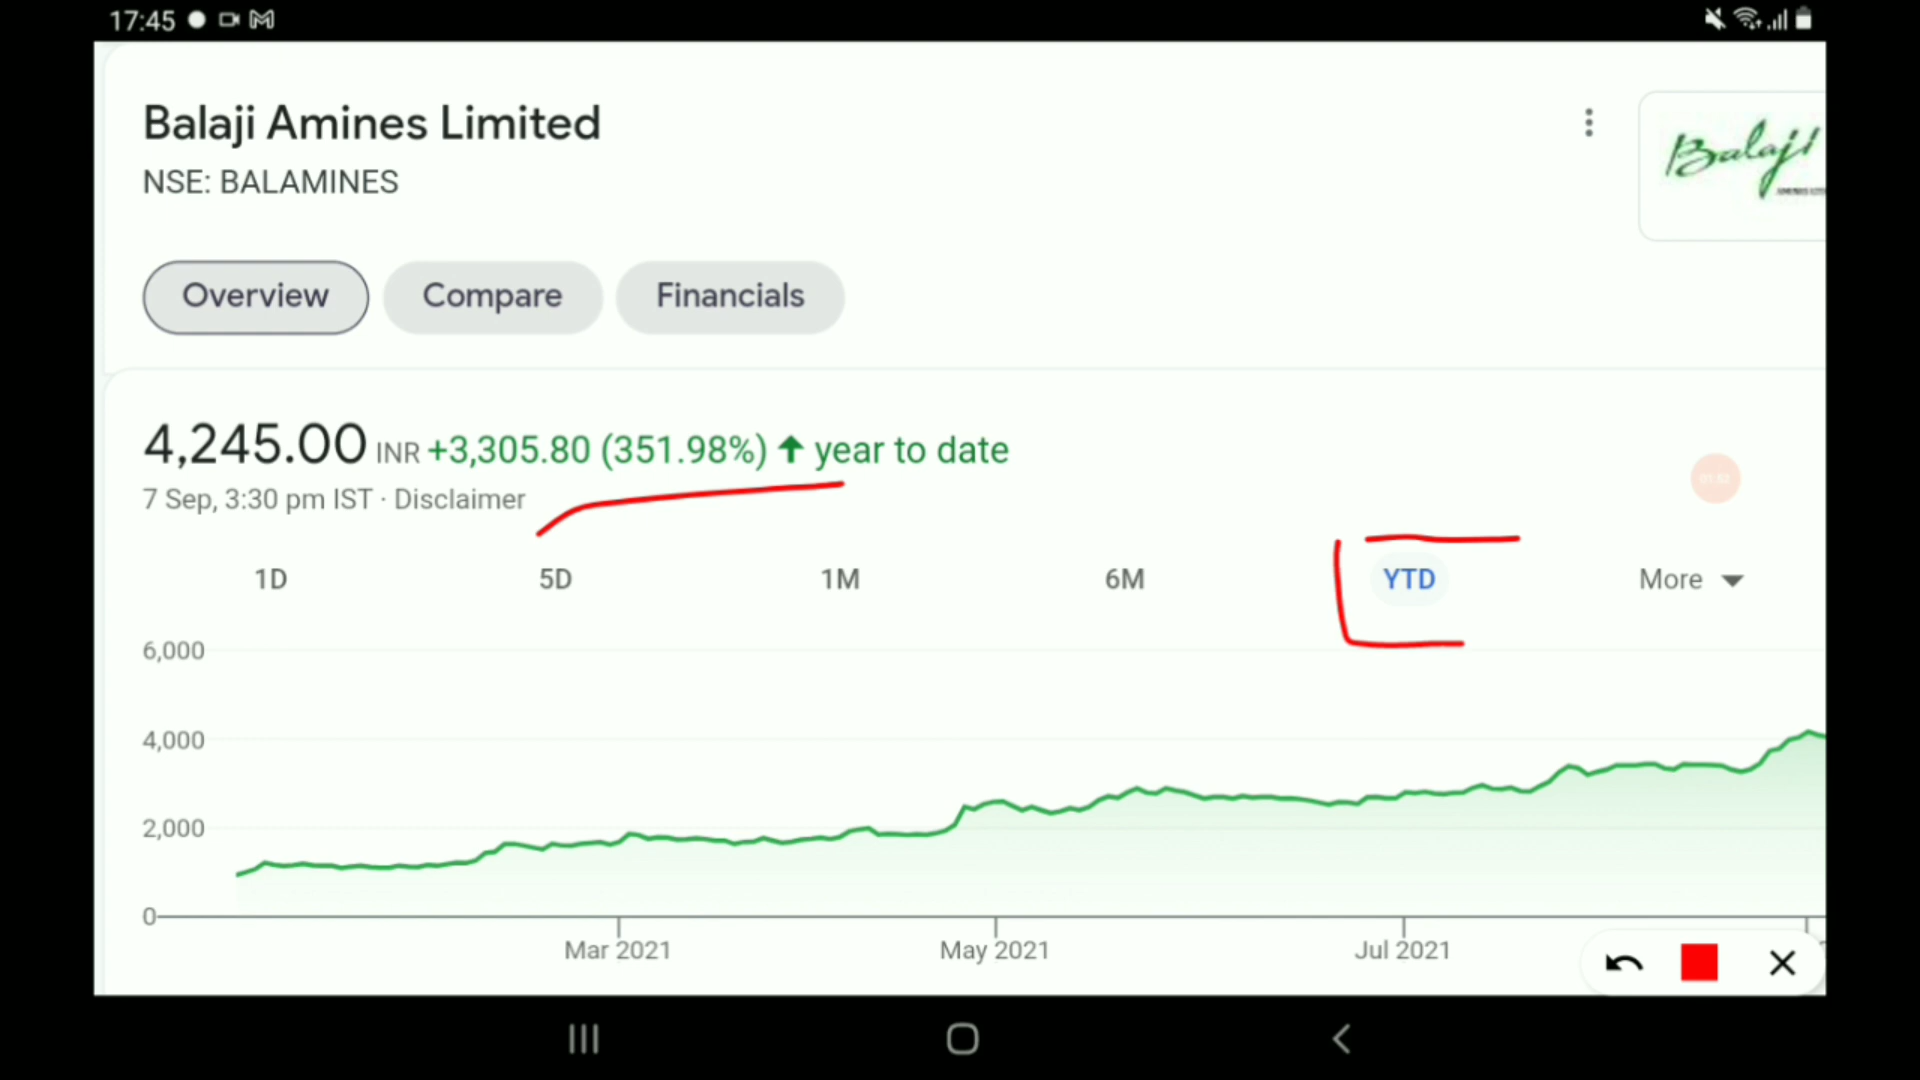 17:45
Balaji Amines Limited
NSE: BALAMINES
Balaji
Overview Compare Financials
4,245.00 INR +3,305.80 (351.98%) ↑ year to date
7 Sep, 3:30 pm IST · Disclaimer
1D 5D 1M 6M YTD More
6,000
4,000
2,000
0
Mar 2021 May 2021 Jul 2021